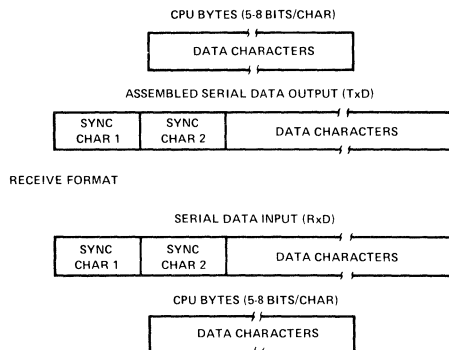 CPU BYTES (5-8 BITS/CHAR)
DATA CHARACTERS
ASSEMBLED SERIAL DATA OUTPUT (TxD)
SYNC CHAR 1
SYNC CHAR 2
DATA CHARACTERS
RECEIVE FORMAT
SERIAL DATA INPUT (RxD)
SYNC CHAR 1
SYNC CHAR 2
DATA CHARACTERS
CPU BYTES (5-8 BITS/CHAR)
DATA CHARACTERS